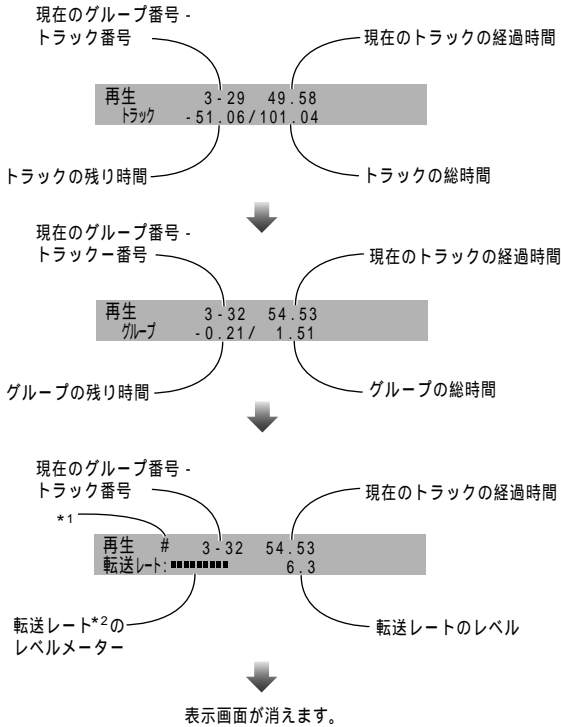 現在のグループ番号 -
トラック番号
現在のトラックの経過時間
再生 3-29 49.58
トラック -51.06/101.04
トラックの残り時間
トラックの総時間
現在のグループ番号 -
トラックー番号
現在のトラックの経過時間
再生 3-32 54.53
グループ -0.21/ 1.51
グループの残り時間
グループの総時間
現在のグループ番号 -
トラック番号
現在のトラックの経過時間
*1
再生 # 3-32 54.53
転送レート: 6.3
転送レート*2の
レベルメーター
転送レートのレベル
表示画面が消えます。